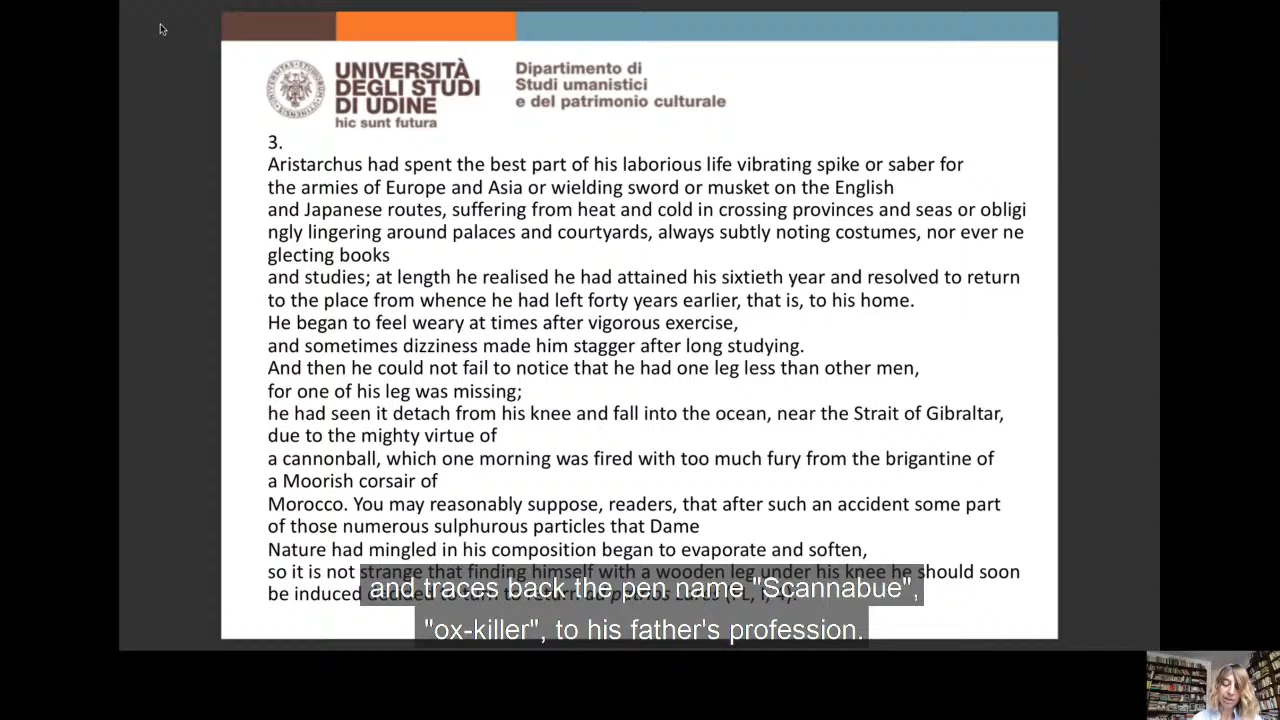 UNIVERSITÀ
DEGLI STUDI
DI UDINE
hic sunt futura
Dipartimento di
Studi umanistici
e del patrimonio culturale
3.
Aristarchus had spent the best part of his laborious life vibrating spike or saber for
the armies of Europe and Asia or wielding sword or musket on the English
and Japanese routes, suffering from heat and cold in crossing provinces and seas or obligi
ngly lingering around palaces and courtyards, always subtly noting costumes, nor ever ne
glecting books
and studies; at length he realised he had attained his sixtieth year and resolved to return
to the place from whence he had left forty years earlier, that is, to his home.
He began to feel weary at times after vigorous exercise,
and sometimes dizziness made him stagger after long studying.
And then he could not fail to notice that he had one leg less than other men,
for one of his leg was missing;
he had seen it detach from his knee and fall into the ocean, near the Strait of Gibraltar,
due to the mighty virtue of
a cannonball, which one morning was fired with too much fury from the brigantine of
a Moorish corsair of
Morocco. You may reasonably suppose, readers, that after such an accident some part
of those numerous sulphurous particles that Dame
Nature had mingled in his composition began to evaporate and soften,
so it is not strange that finding himself with a wooden leg under his knee he should soon
be induced
and traces back the pen name "Scannabue",
"ox-killer", to his father's profession.